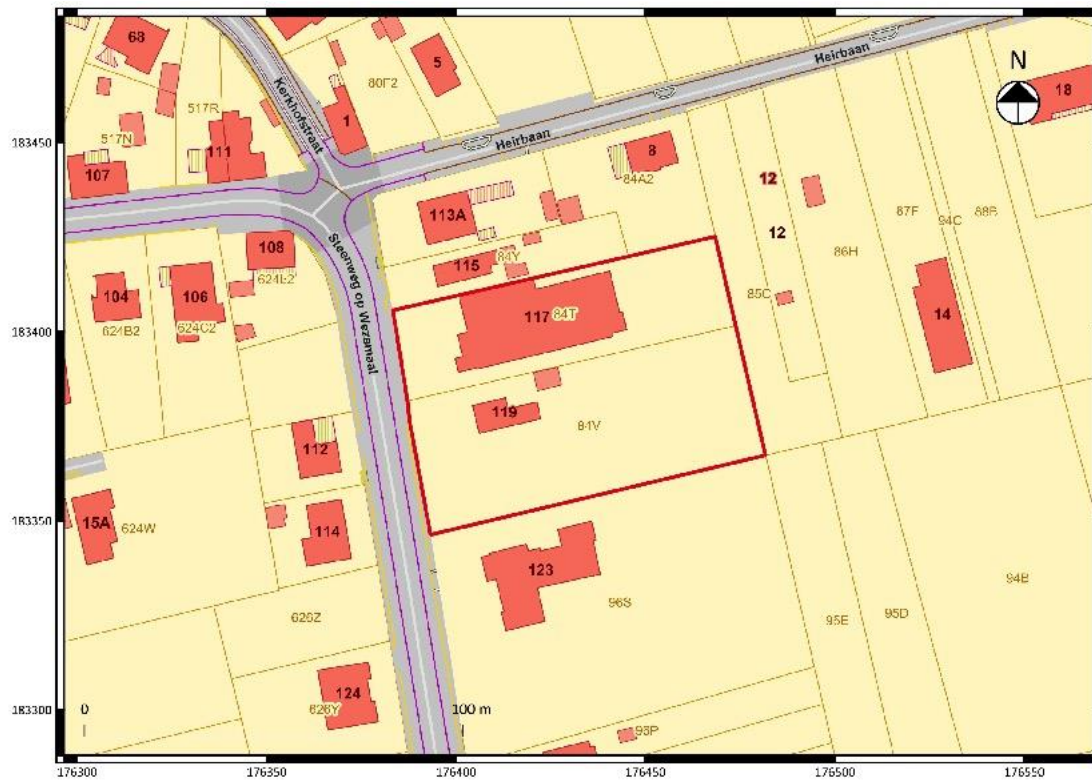 68
5
80F2
Heirbaan
N
18
517R
1
Kerkhofstraat
517N
Heirbaan
183450
111
8
107
84A2
12
113A
87F
94C
88B
12
108
Steenweg op Wezemaal
84Y
115
86H
624L2
104
106
85C
117
84T
14
624B2
624C2
183400
119
84V
112
183350
15A
624W
114
123
94B
96S
626Z
95E
95D
124
183300
0
100 m
626Y
96P
176300
176350
176400
176450
176500
176550